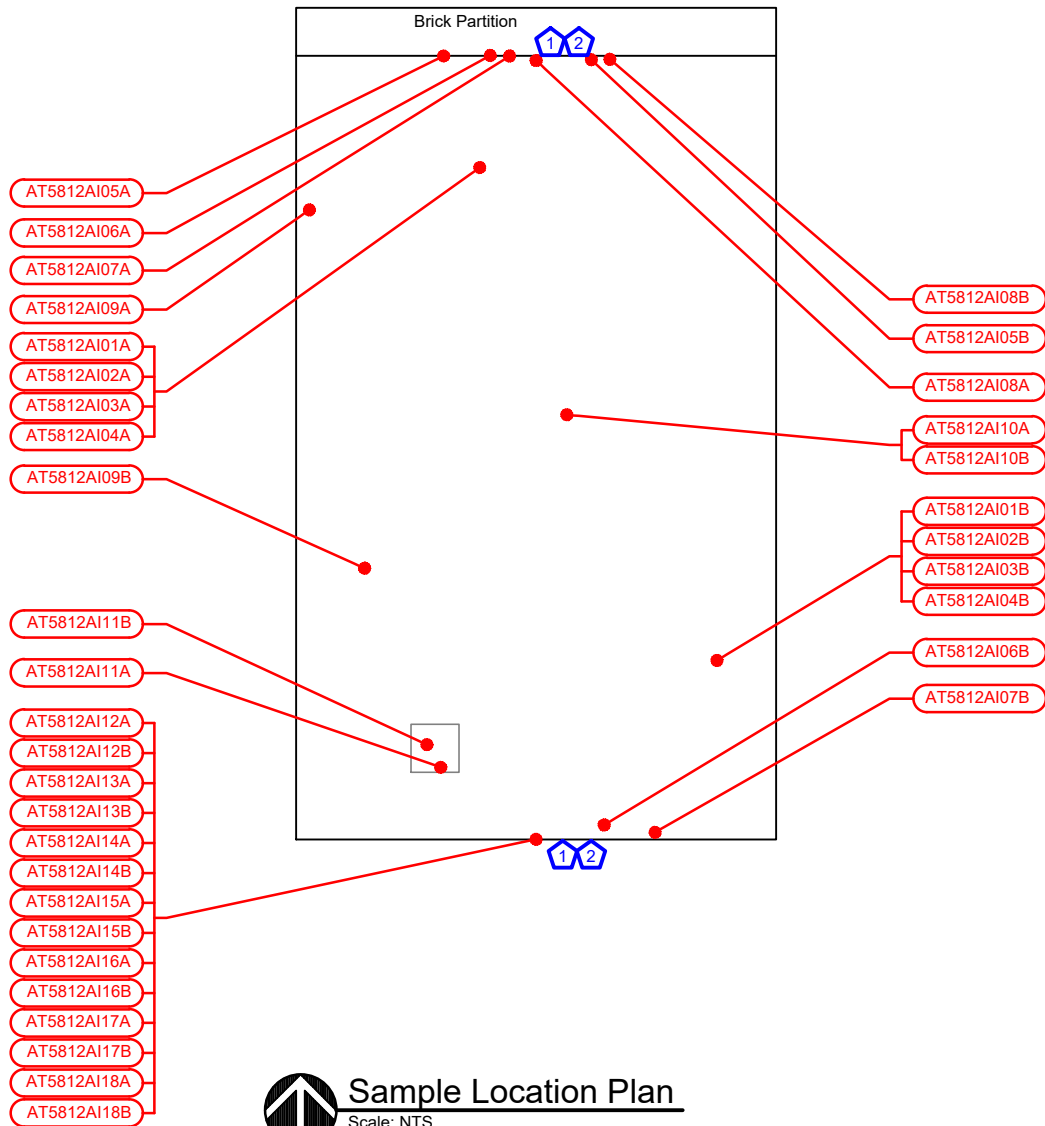 Brick Partition
1
2
AT5812AI05A
AT5812AI06A
AT5812AI07A
AT5812AI09A
AT5812AI01A
AT5812AI02A
AT5812AI03A
AT5812AI04A
AT5812AI09B
AT5812AI11B
AT5812AI11A
AT5812AI12A
AT5812AI12B
AT5812AI13A
AT5812AI13B
AT5812AI14A
AT5812AI14B
AT5812AI15A
AT5812AI15B
AT5812AI16A
AT5812AI16B
AT5812AI17A
AT5812AI17B
AT5812AI18A
AT5812AI18B
AT5812AI08B
AT5812AI05B
AT5812AI08A
AT5812AI10A
AT5812AI10B
AT5812AI01B
AT5812AI02B
AT5812AI03B
AT5812AI04B
AT5812AI06B
AT5812AI07B
1
2
Sample Location Plan
Scale: NTS